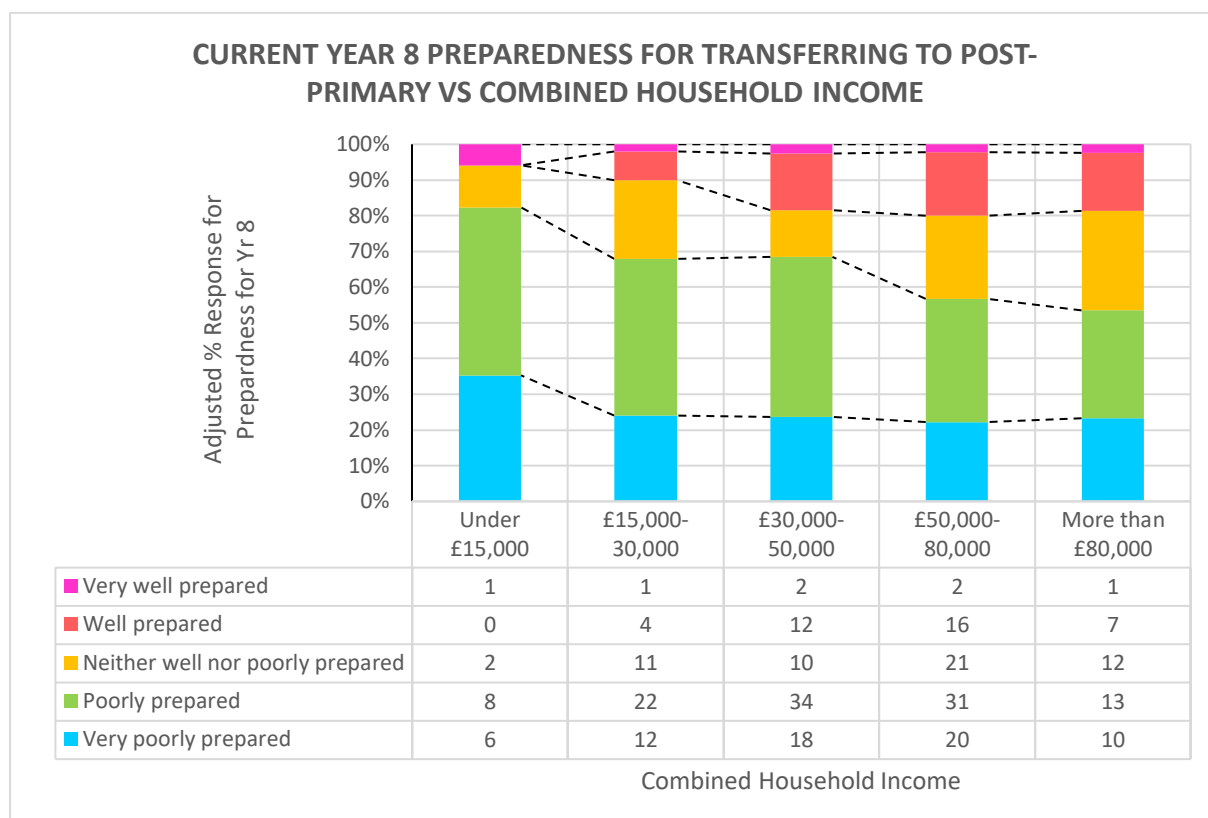 CURRENT YEAR 8 PREPAREDNESS FOR TRANSFERRING TO POST-
PRIMARY VS COMBINED HOUSEHOLD INCOME
Adjusted % Response for
Prepardness for Yr 8
100%
90%
80%
70%
60%
50%
40%
30%
20%
10%
0%
Under £15,000
£15,000-30,000
£30,000-50,000
£50,000-80,000
More than £80,000
Very well prepared 1 1 2 2 1
Well prepared 0 4 12 16 7
Neither well nor poorly prepared 2 11 10 21 12
Poorly prepared 8 22 34 31 13
Very poorly prepared 6 12 18 20 10
Combined Household Income